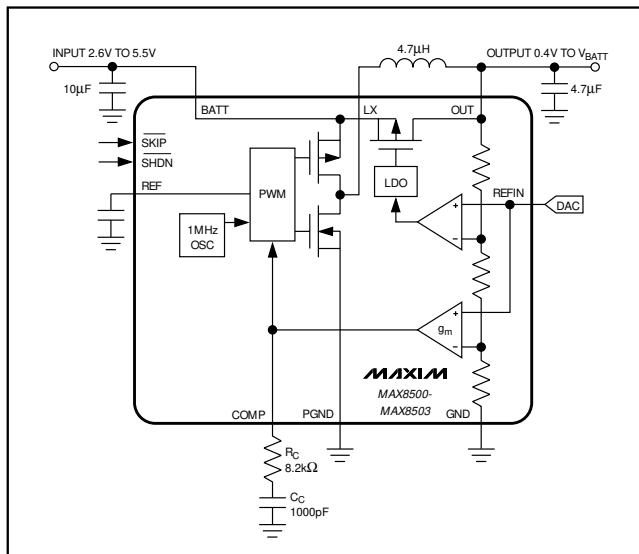 INPUT 2.6V TO 5.5V
4.7µH
OUTPUT 0.4V TO VBATT
10µF
4.7µF
BATT
LX
OUT
SKIP
SHDN
REF
PWM
LDO
REFIN
DAC
1MHz
OSC
+
−
+
gm
−
MAXIM
MAX8500-
MAX8503
COMP
PGND
GND
RC
8.2kΩ
CC
1000pF